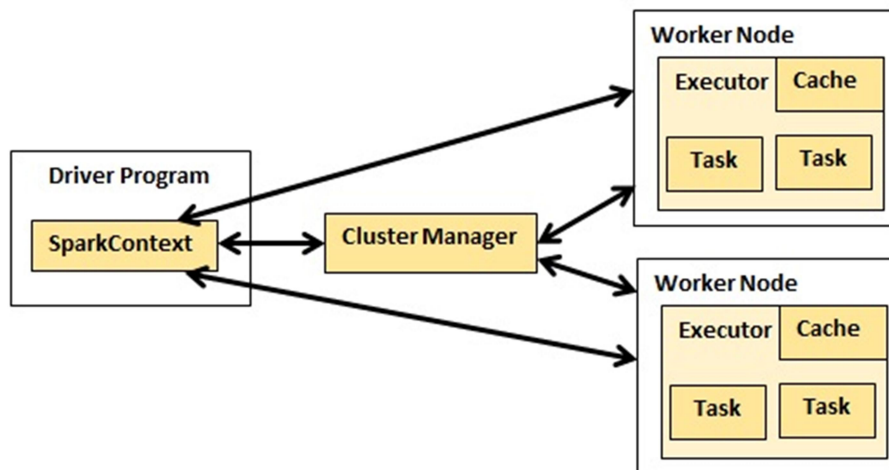 Driver Program
SparkContext
Cluster Manager
Worker Node
Executor
Cache
Task
Task
Worker Node
Executor
Cache
Task
Task